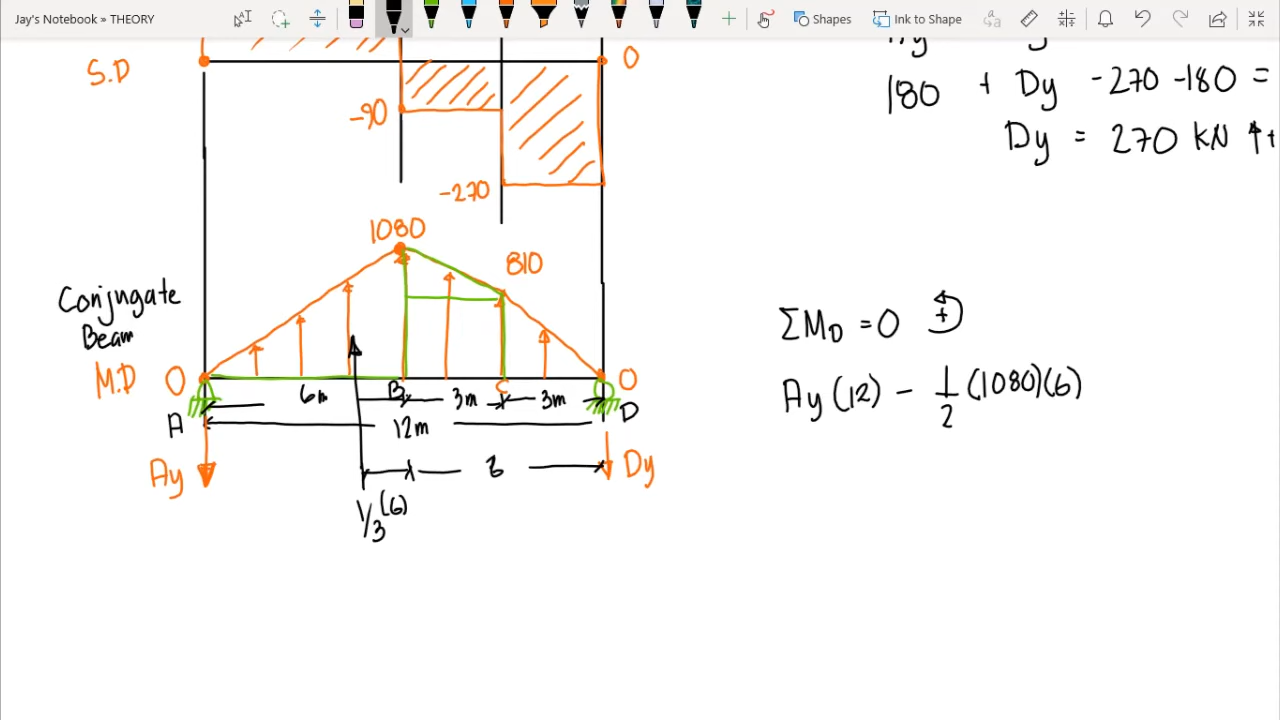 Jay's Notebook » THEORY
Shapes
Ink to Shape
S.D
0
-90
-270
180 + Dy -270 -180 =
Dy = 270 kN ↑+
1080
810
Conjugate
Beam
M.D
0
0
A
B
C
D
6m
3m
3m
12m
Ay
Dy
1/3 (6)
6
ΣM_D = 0 +
Ay (12) - 1/2 (1080)(6)